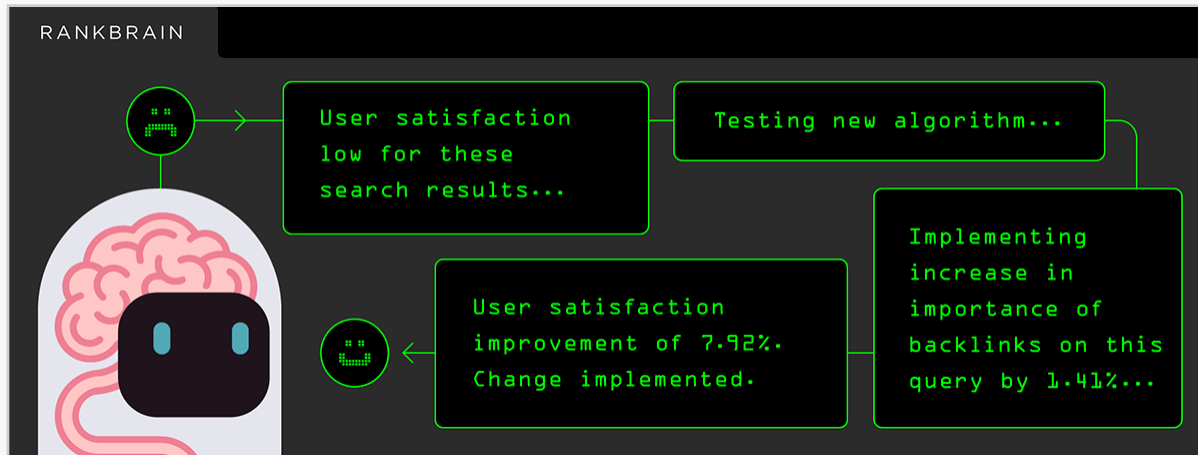 RANKBRAIN
User satisfaction
low for these
search results...
Testing new algorithm...
Implementing
increase in
importance of
backlinks on this
query by 1.41%...
User satisfaction
improvement of 7.92%.
Change implemented.